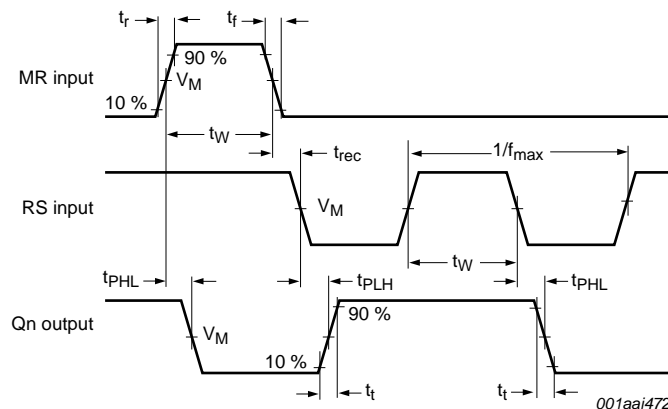 tr
tf
90 %
MR input
VM
10 %
tW
trec
1/fmax
RS input
VM
tW
tPHL
tPLH
tPHL
Qn output
90 %
VM
10 %
tt
tt
001aaj472